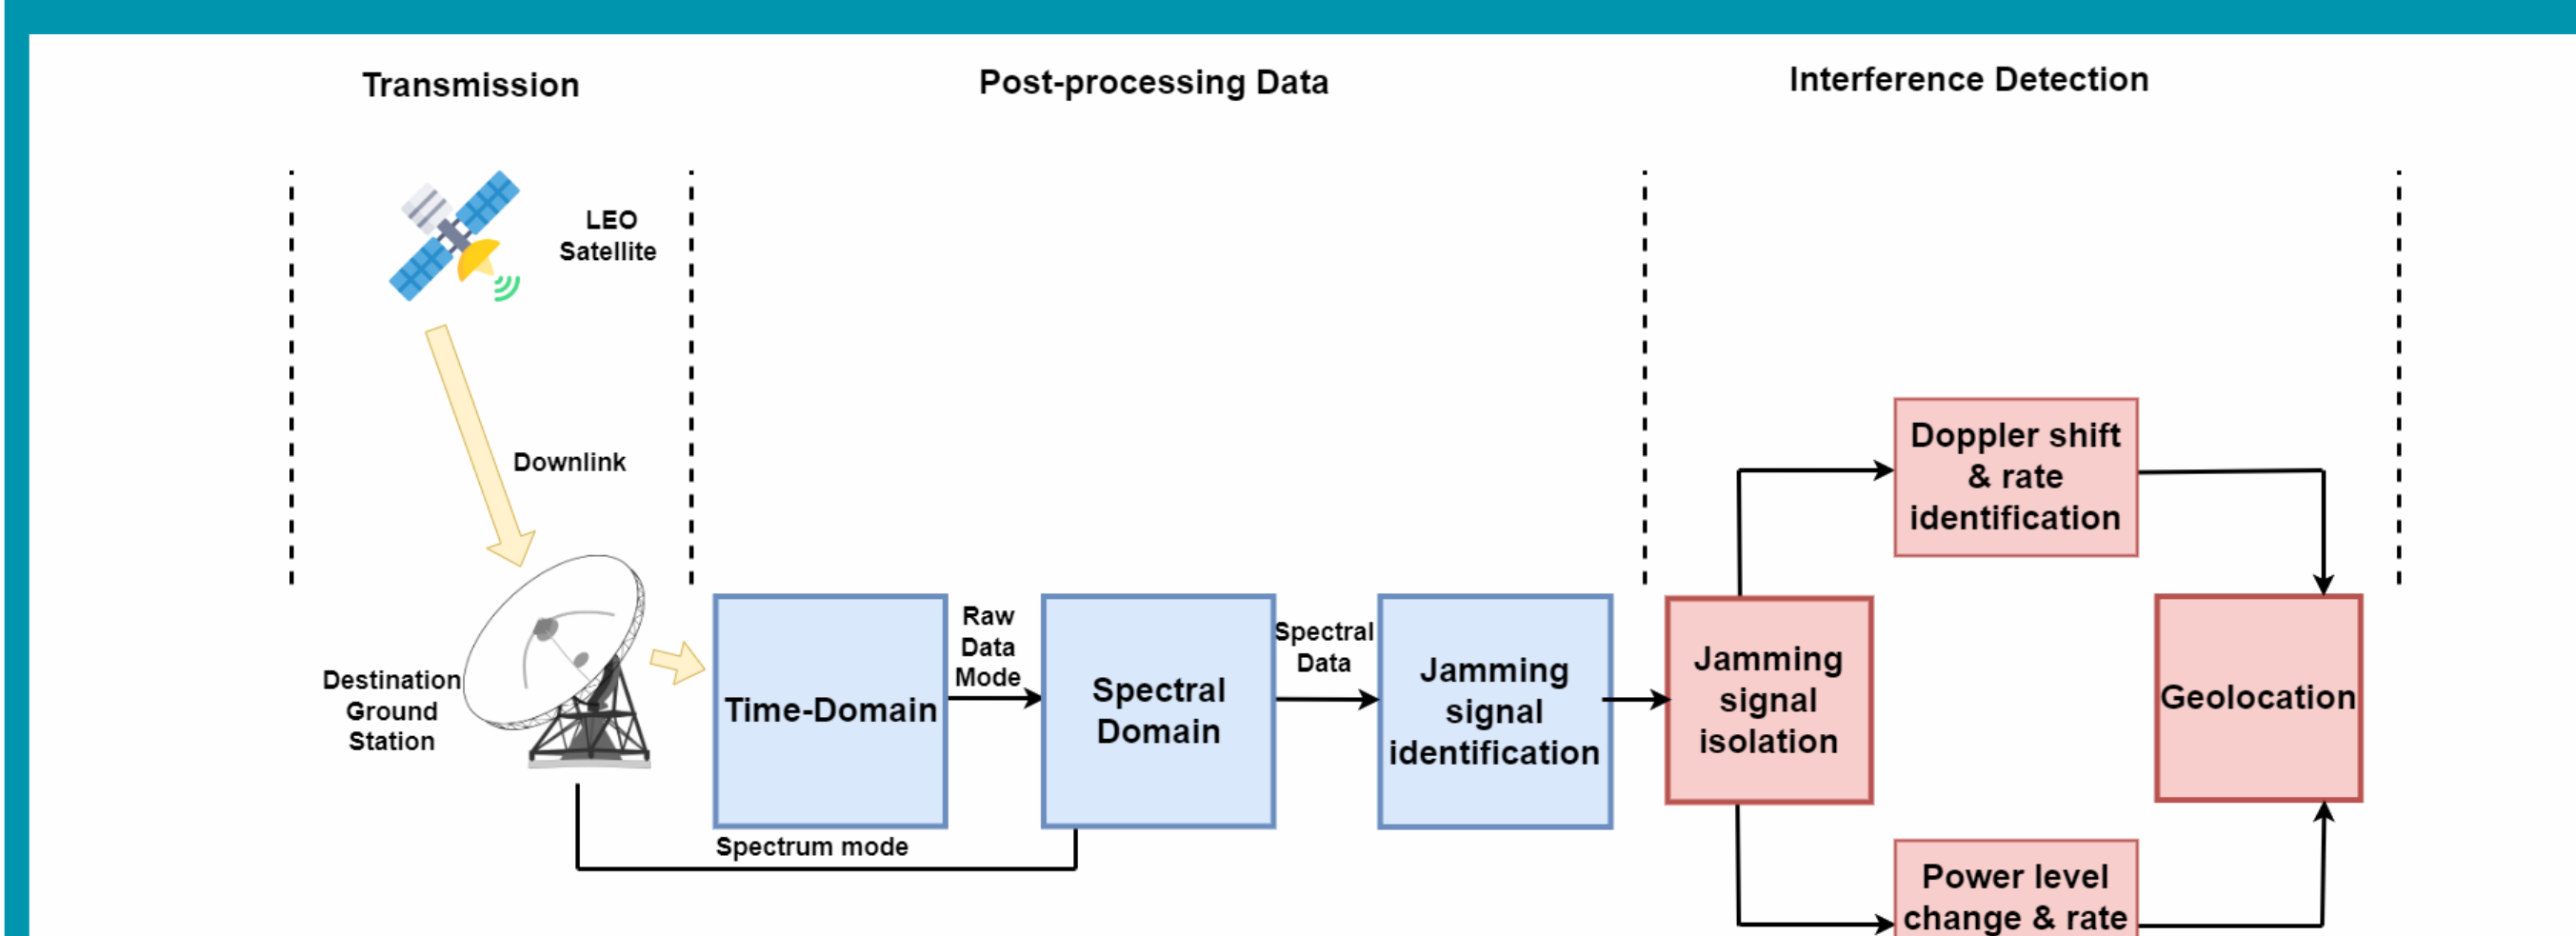 Transmission
Post-processing Data
Interference Detection
LEO
Satellite
Downlink
Destination
Ground
Station
Time-Domain
Raw
Data
Mode
Spectral
Domain
Spectral
Data
Jamming
signal
identification
Spectrum mode
Jamming
signal
isolation
Doppler shift
& rate
identification
Power level
change & rate
Geolocation